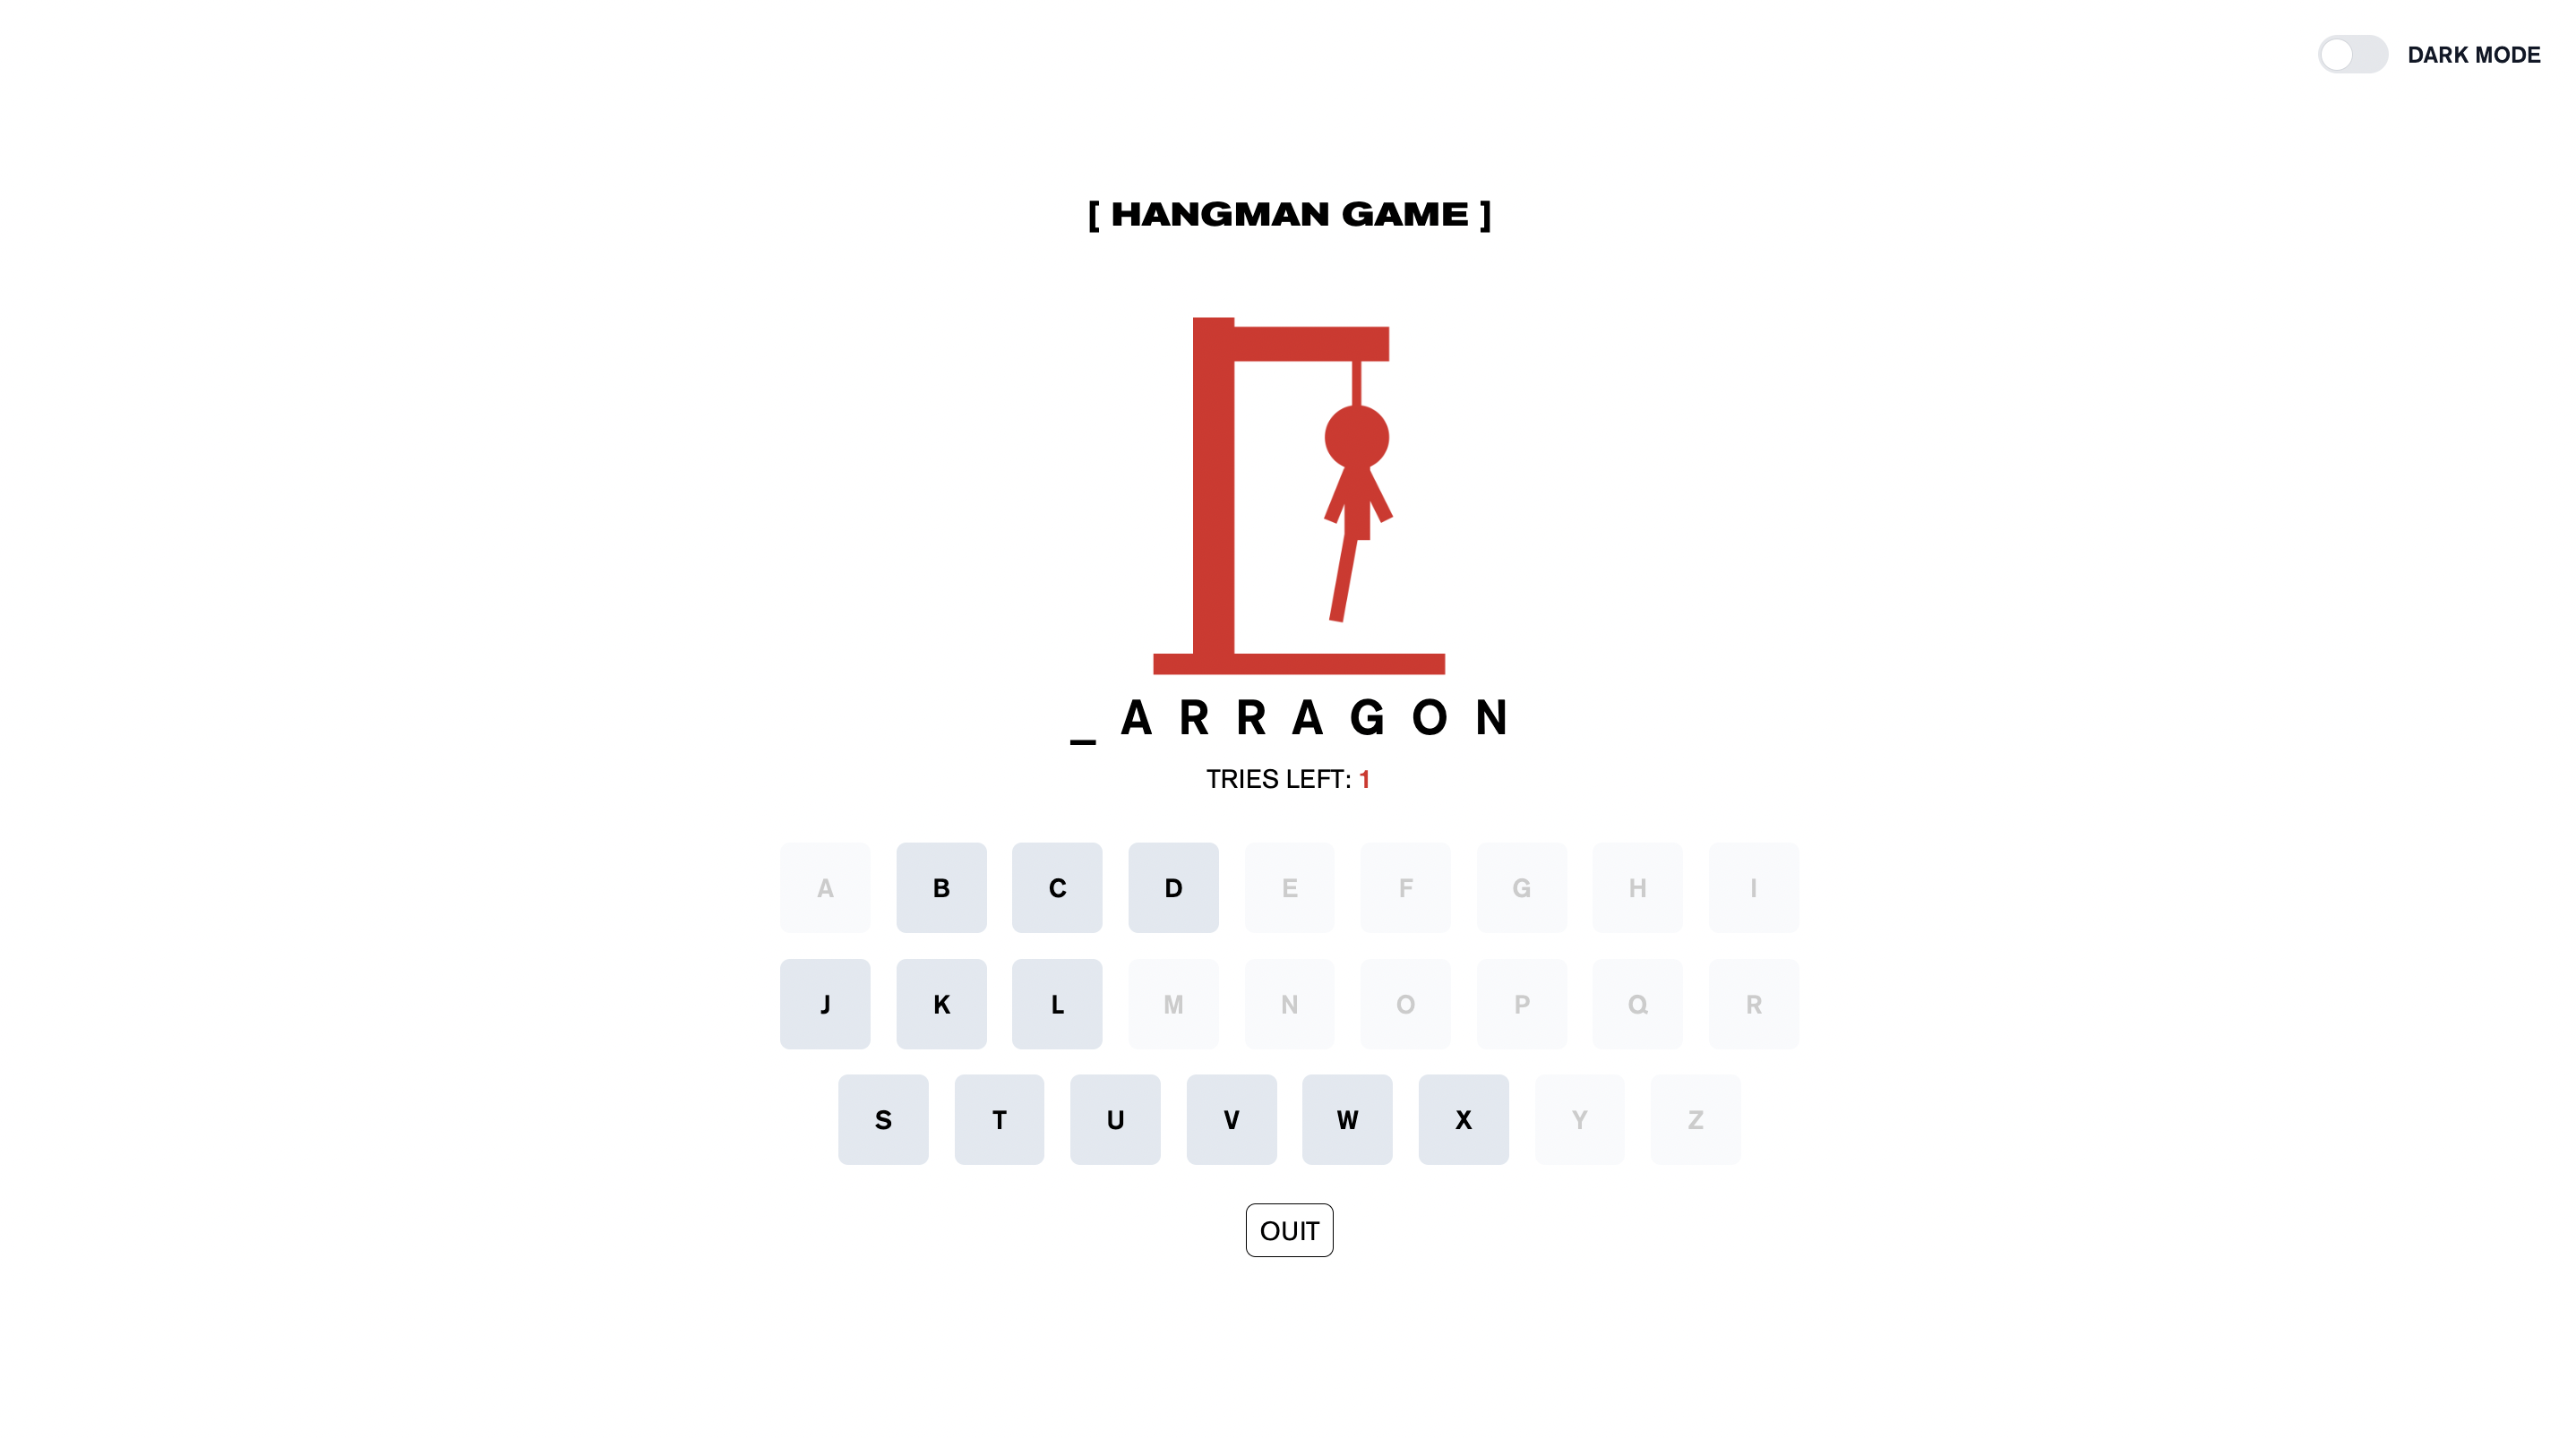 DARK MODE
[ HANGMAN GAME ]
_ A R R A G O N
TRIES LEFT: 1
A B C D E F G H I
J K L M N O P Q R
S T U V W X Y Z
QUIT